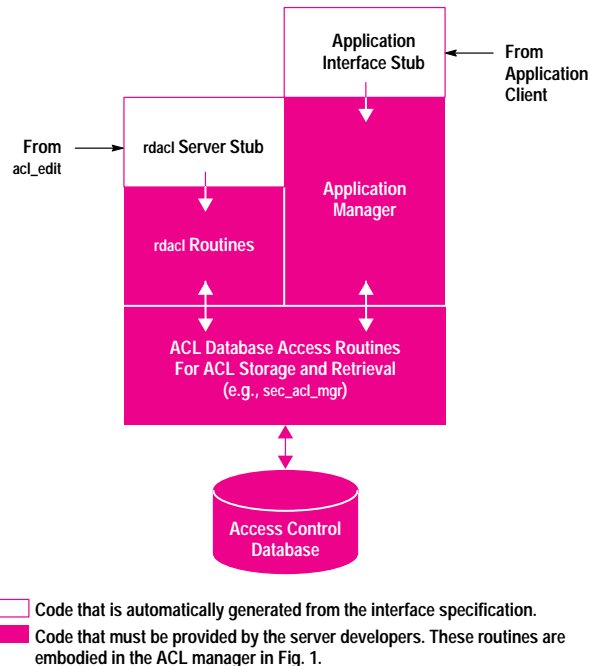 Application
Interface Stub
From
Application
Client
From
acl_edit
rdacl Server Stub
Application
Manager
rdacl Routines
ACL Database Access Routines
For ACL Storage and Retrieval
(e.g., sec_acl_mgr)
Access Control
Database
Code that is automatically generated from the interface specification.
Code that must be provided by the server developers. These routines are
embodied in the ACL manager in Fig. 1.